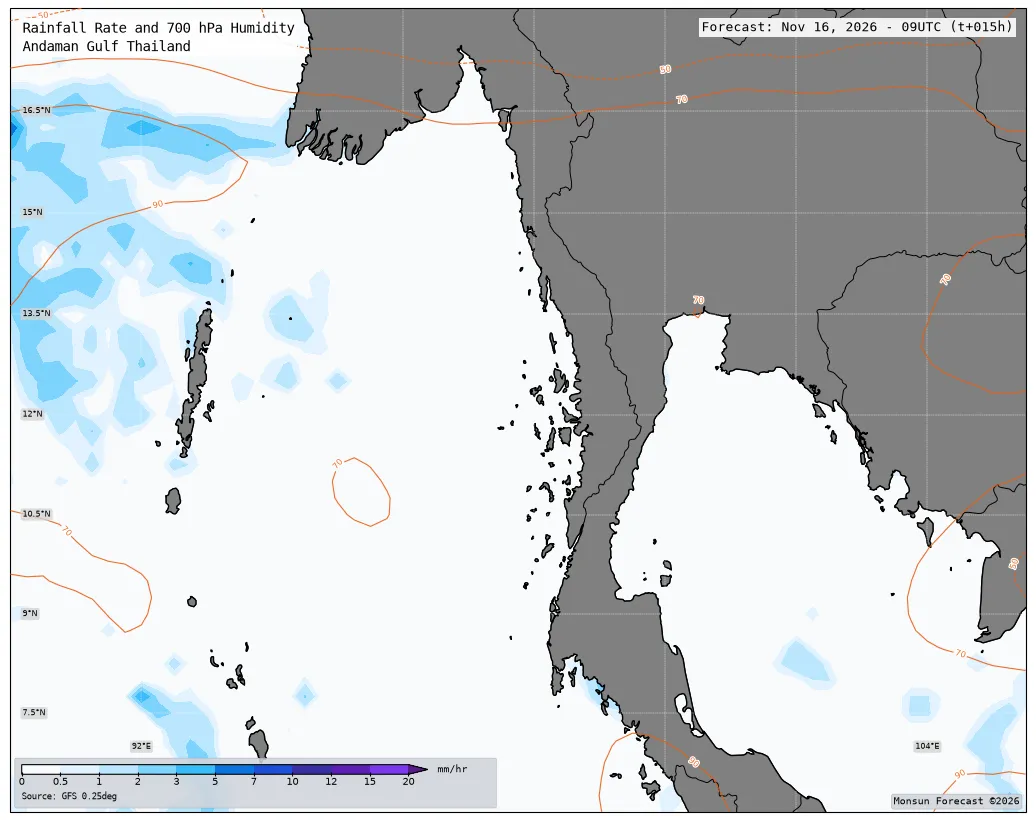 50
Rainfall Rate and 700 hPa Humidity
Andaman Gulf Thailand
Forecast: Nov 16, 2026 - 09UTC (t+015h)
50
70
16.5°N
90
15°N
70
13.5°N
70
12°N
70
10.5°N
70
50
9°N
70
7.5°N
92°E
104°E
90
90
0 0.5 1 2 3 5 7 10 12 15 20 mm/hr
Source: GFS 0.25deg
Monsun Forecast ©2026